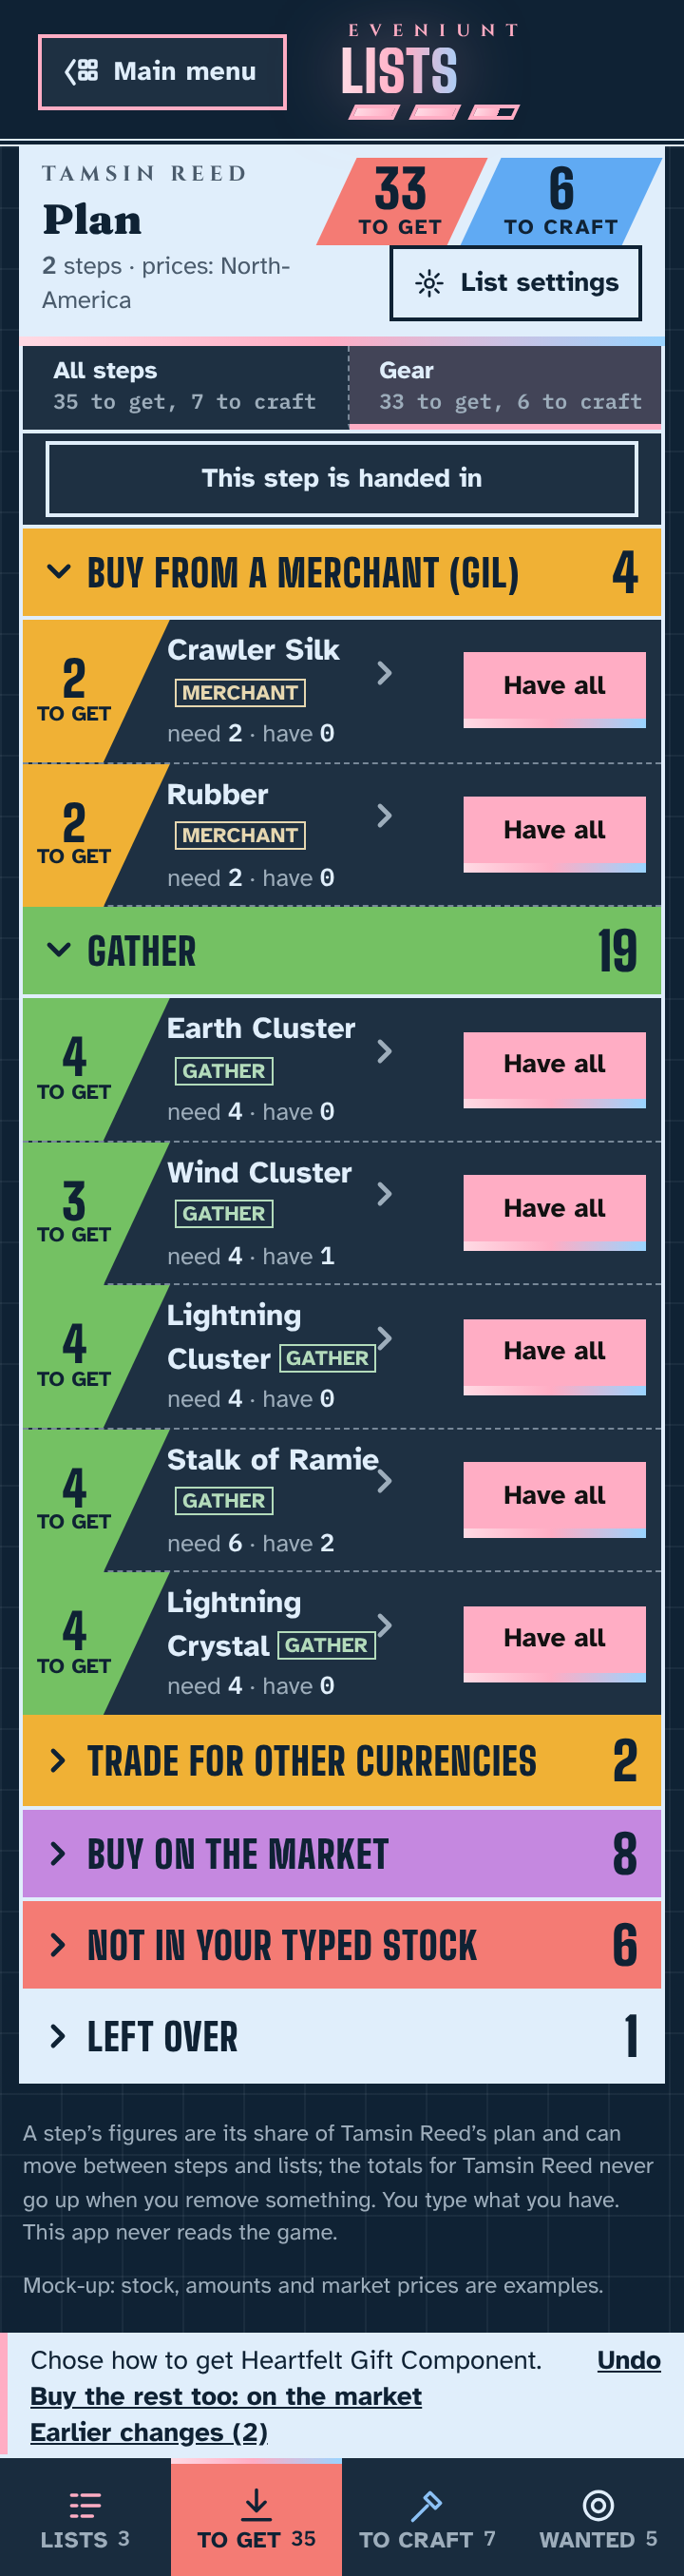 Main menu
EVENIUNT
LISTS
TAMSIN REED
Plan
2 steps · prices: North-
America
33
TO GET
6
TO CRAFT
List settings
All steps
35 to get, 7 to craft
Gear
33 to get, 6 to craft
This step is handed in
BUY FROM A MERCHANT (GIL) 4
2
TO GET
Crawler Silk
MERCHANT
need 2 · have 0
Have all
2
TO GET
Rubber
MERCHANT
need 2 · have 0
Have all
GATHER 19
4
TO GET
Earth Cluster
GATHER
need 4 · have 0
Have all
3
TO GET
Wind Cluster
GATHER
need 4 · have 1
Have all
4
TO GET
Lightning
Cluster GATHER
need 4 · have 0
Have all
4
TO GET
Stalk of Ramie
GATHER
need 6 · have 2
Have all
4
TO GET
Lightning
Crystal GATHER
need 4 · have 0
Have all
TRADE FOR OTHER CURRENCIES 2
BUY ON THE MARKET 8
NOT IN YOUR TYPED STOCK 6
LEFT OVER 1
A step’s figures are its share of Tamsin Reed’s plan and can
move between steps and lists; the totals for Tamsin Reed never
go up when you remove something. You type what you have.
This app never reads the game.
Mock-up: stock, amounts and market prices are examples.
Chose how to get Heartfelt Gift Component. Undo
Buy the rest too: on the market
Earlier changes (2)
LISTS 3
TO GET 35
TO CRAFT 7
WANTED 5